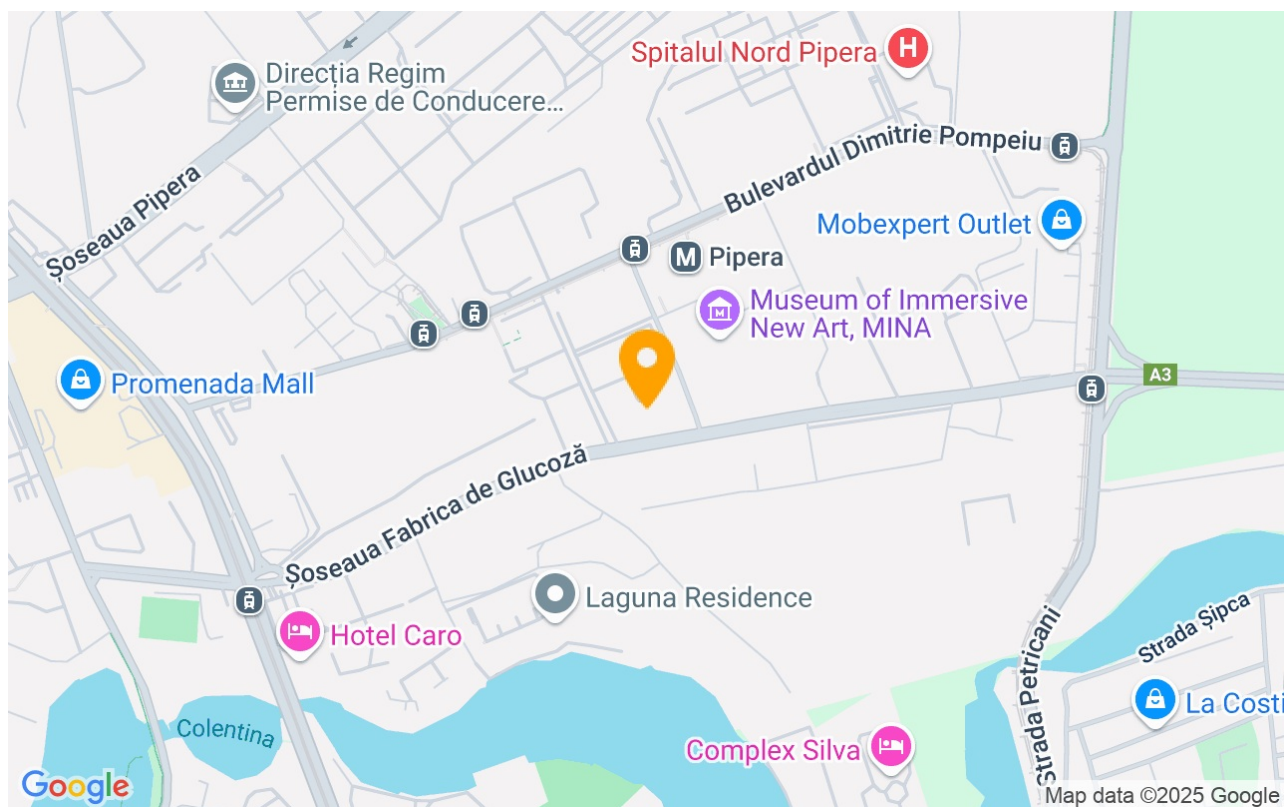 Spitalul Nord Pipera
H
Direcția Regim
Permise de Conducere...
Bulevardul Dimitrie Pompeiu
Șoseaua Pipera
Mobexpert Outlet
M
Pipera
Museum of Immersive
New Art, MINA
Promenada Mall
A3
Șoseaua Fabrica de Glucoză
Laguna Residence
Hotel Caro
Strada Șipca
Strada Petricani
La Costi
Colentina
Complex Silva
Google
Map data ©2025 Google